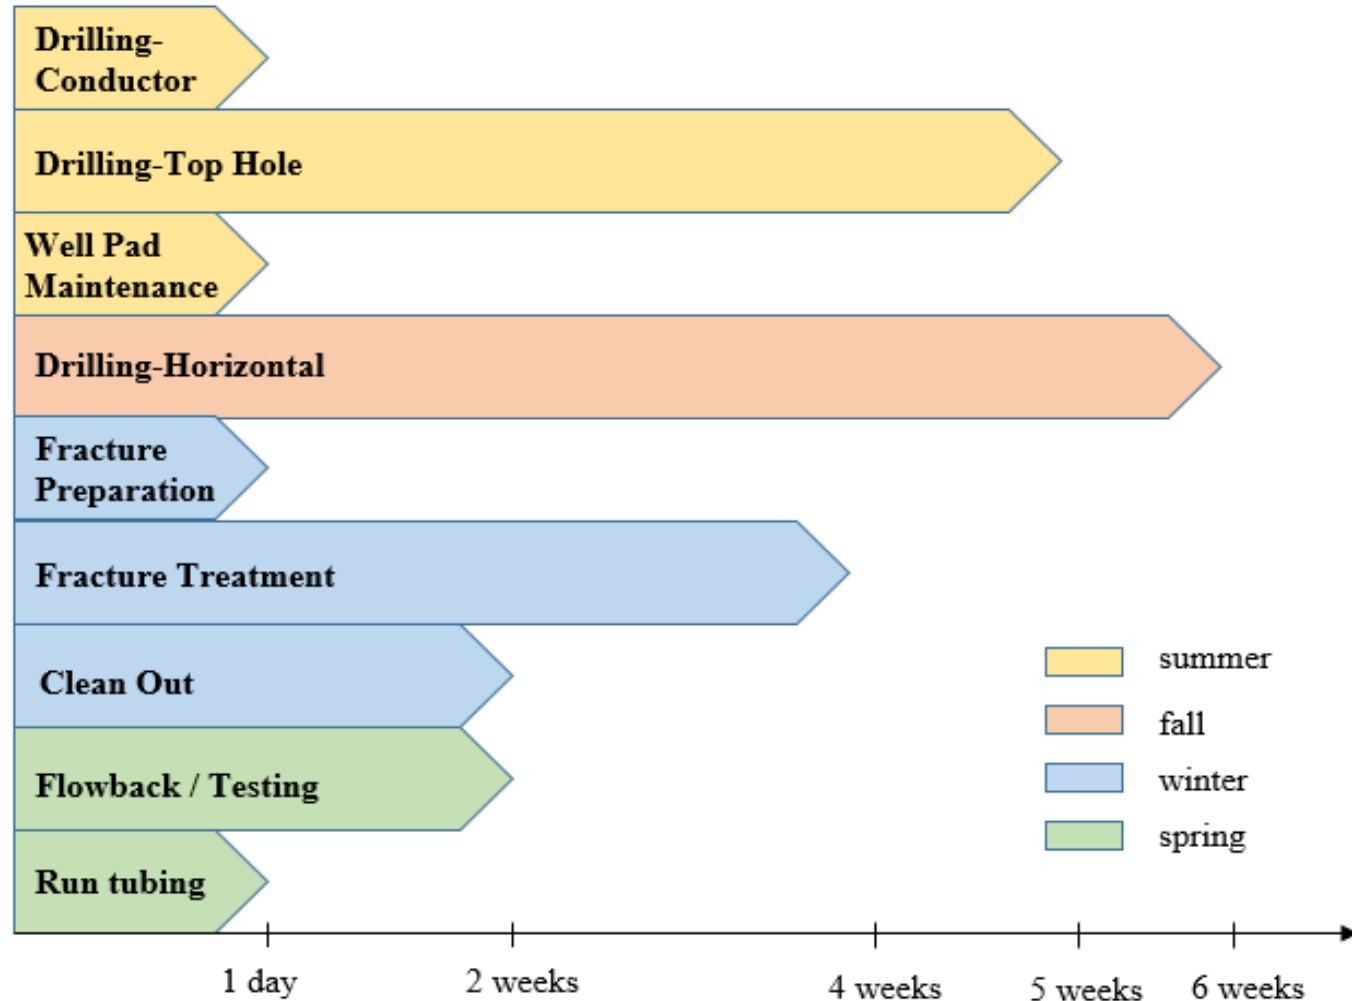 Drilling-
Conductor
Drilling-Top Hole
Well Pad
Maintenance
Drilling-Horizontal
Fracture
Preparation
Fracture Treatment
Clean Out
Flowback / Testing
Run tubing
summer
fall
winter
spring
1 day
2 weeks
4 weeks
5 weeks
6 weeks